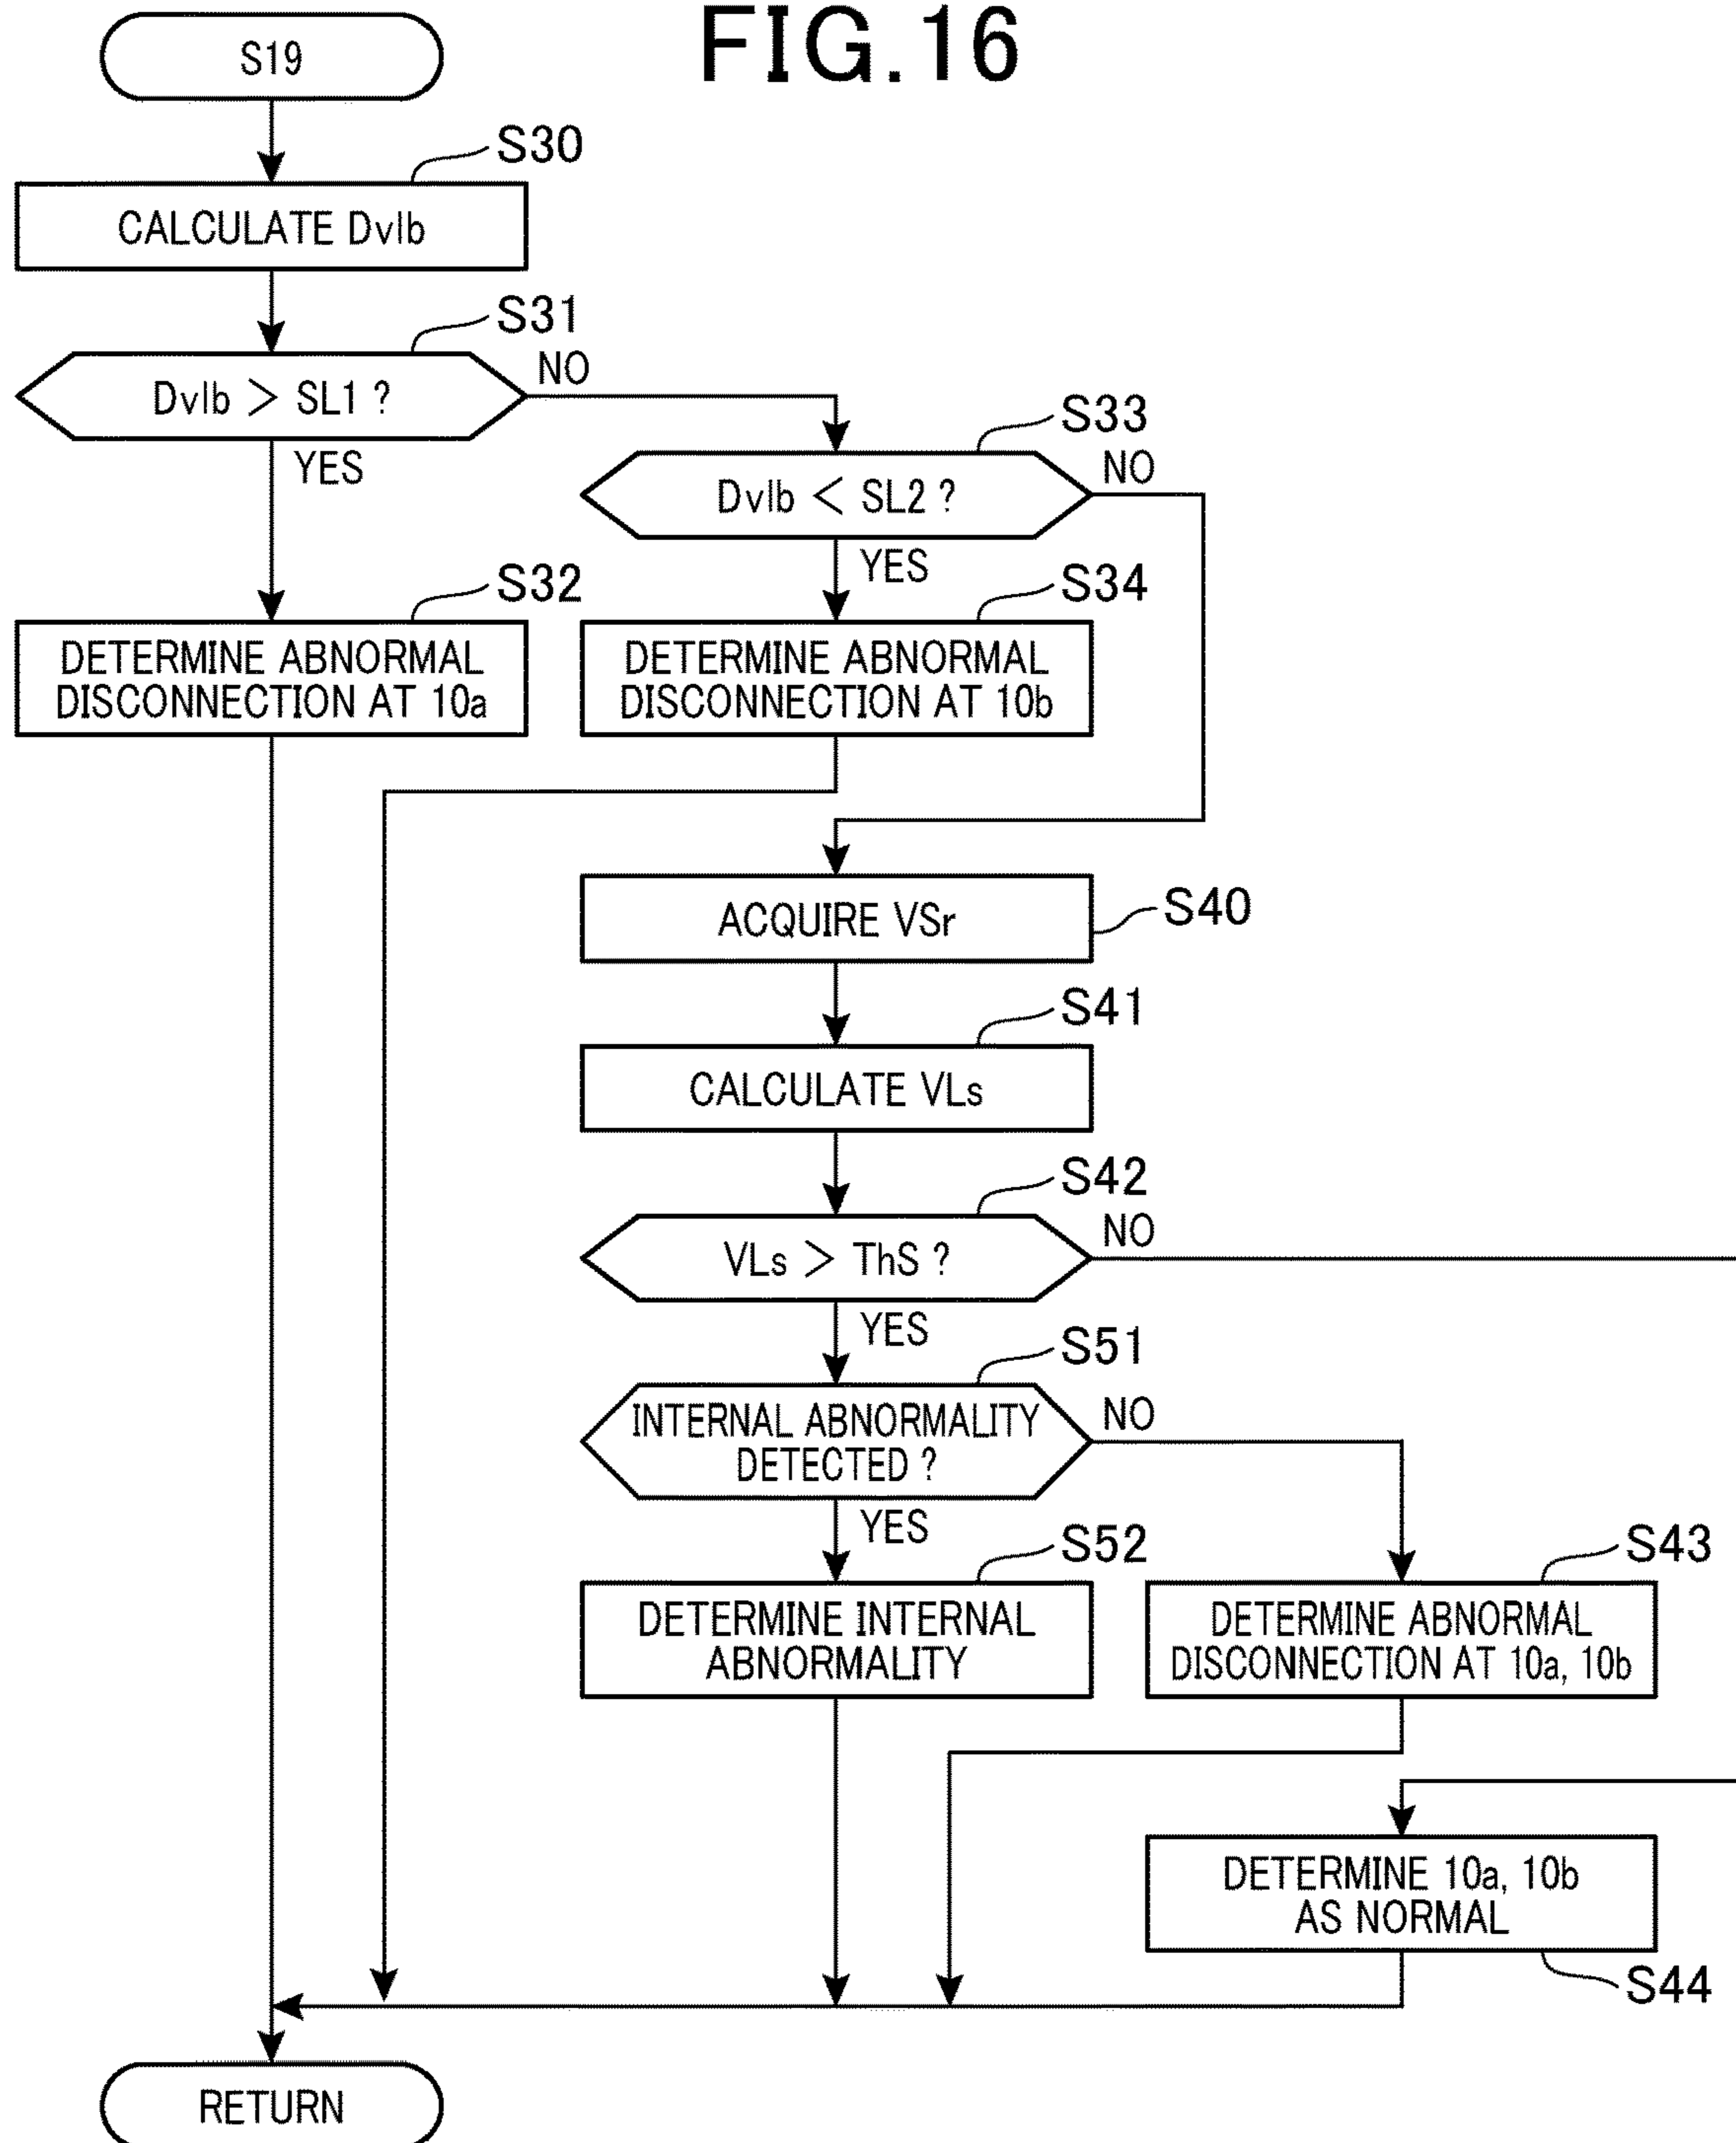 FIG.16
S19
S30
CALCULATE Dvlb
S31
Dvlb > SL1 ?
NO
YES
S33
Dvlb < SL2 ?
NO
YES
S32
DETERMINE ABNORMAL
DISCONNECTION AT 10a
S34
DETERMINE ABNORMAL
DISCONNECTION AT 10b
ACQUIRE VSr
S40
S41
CALCULATE VLs
S42
VLs > ThS ?
NO
YES
S51
INTERNAL ABNORMALITY
DETECTED ?
NO
YES
S52
DETERMINE INTERNAL
ABNORMALITY
S43
DETERMINE ABNORMAL
DISCONNECTION AT 10a, 10b
DETERMINE 10a, 10b
AS NORMAL
S44
RETURN